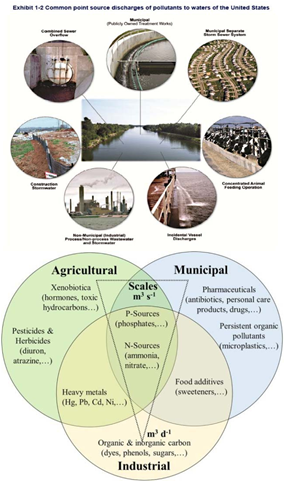 Exhibit 1-2 Common point source discharges of pollutants to waters of the United States
Municipal
(Publicly Owned Treatment Works)
Combined Sewer
Overflow
Municipal Separate
Storm Sewer System
Construction
Stormwater
Concentrated Animal
Feeding Operation
Non-Municipal (Industrial)
Process/Non-process Wastewater
and Stormwater
Incidental Vessel
Discharges
Agricultural
Municipal
Scales
m³ s⁻¹
Xenobiotica
(hormones, toxic
hydrocarbons…)
Pharmaceuticals
(antibiotics, personal care
products, drugs,…)
P-Sources
(phosphates,…)
Pesticides &
Herbicides
(diuron,
atrazine,…)
Persistent organic
pollutants
(microplastics,…)
N-Sources
(ammonia,
nitrate,…)
Heavy metals
(Hg, Pb, Cd, Ni,…)
Food additives
(sweeteners,…)
m³ d⁻¹
Organic & inorganic carbon
(dyes, phenols, sugars,…)
Industrial